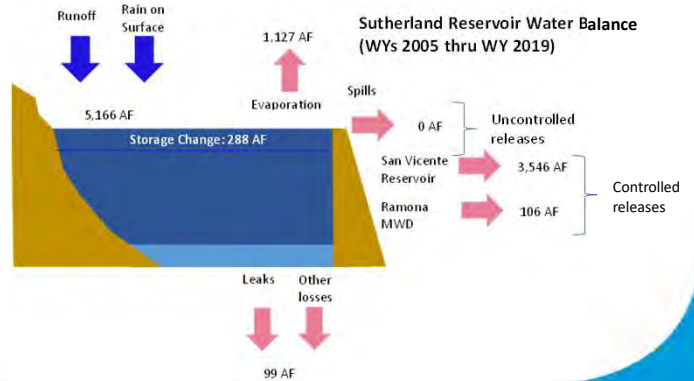 Sutherland Reservoir Water Balance
(WYs 2005 thru WY 2019)
Runoff
Rain on
Surface
1,127 AF
Evaporation
5,166 AF
Storage Change: 288 AF
Spills
0 AF
Uncontrolled
releases
San Vicente
Reservoir
3,546 AF
Ramona
MWD
106 AF
Controlled
releases
Leaks
Other
losses
99 AF